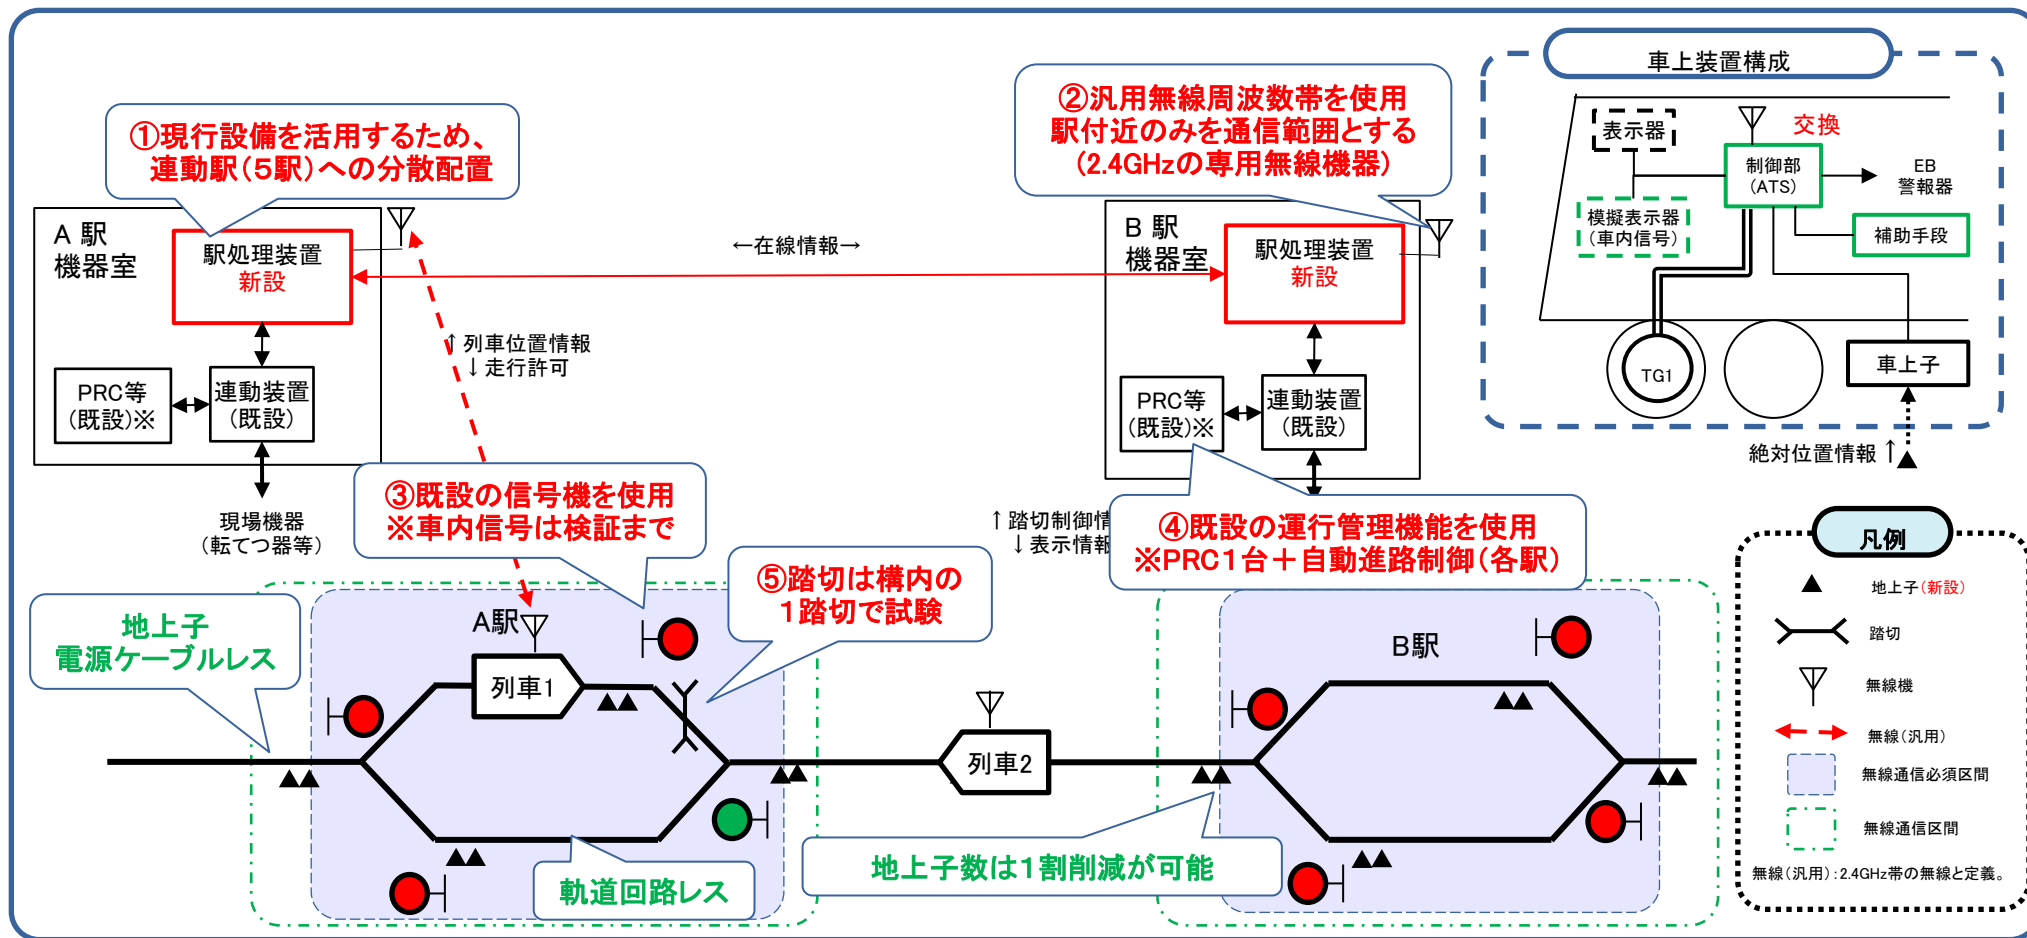 車上装置構成
①現行設備を活用するため、
連動駅(5駅)への分散配置
②汎用無線周波数帯を使用
駅付近のみを通信範囲とする
(2.4GHzの専用無線機器)
表示器
交換
制御部
(ATS)
EB
警報器
模擬表示器
(車内信号)
補助手段
TG1
車上子
絶対位置情報 ↑
A 駅
機器室
駅処理装置
新設
←在線情報→
B 駅
機器室
駅処理装置
新設
↑ 列車位置情報
↓ 走行許可
PRC等
(既設)※
連動装置
(既設)
PRC等
(既設)※
連動装置
(既設)
現場機器
(転てつ器等)
③既設の信号機を使用
※車内信号は検証まで
↑ 踏切制御情
↓ 表示情報
④既設の運行管理機能を使用
※PRC1台+自動進路制御(各駅)
⑤踏切は構内の
1踏切で試験
地上子
電源ケーブルレス
A駅
列車1
列車2
B駅
軌道回路レス
地上子数は1割削減が可能
凡例
地上子(新設)
踏切
無線機
無線(汎用)
無線通信必須区間
無線通信区間
無線(汎用):2.4GHz帯の無線と定義。